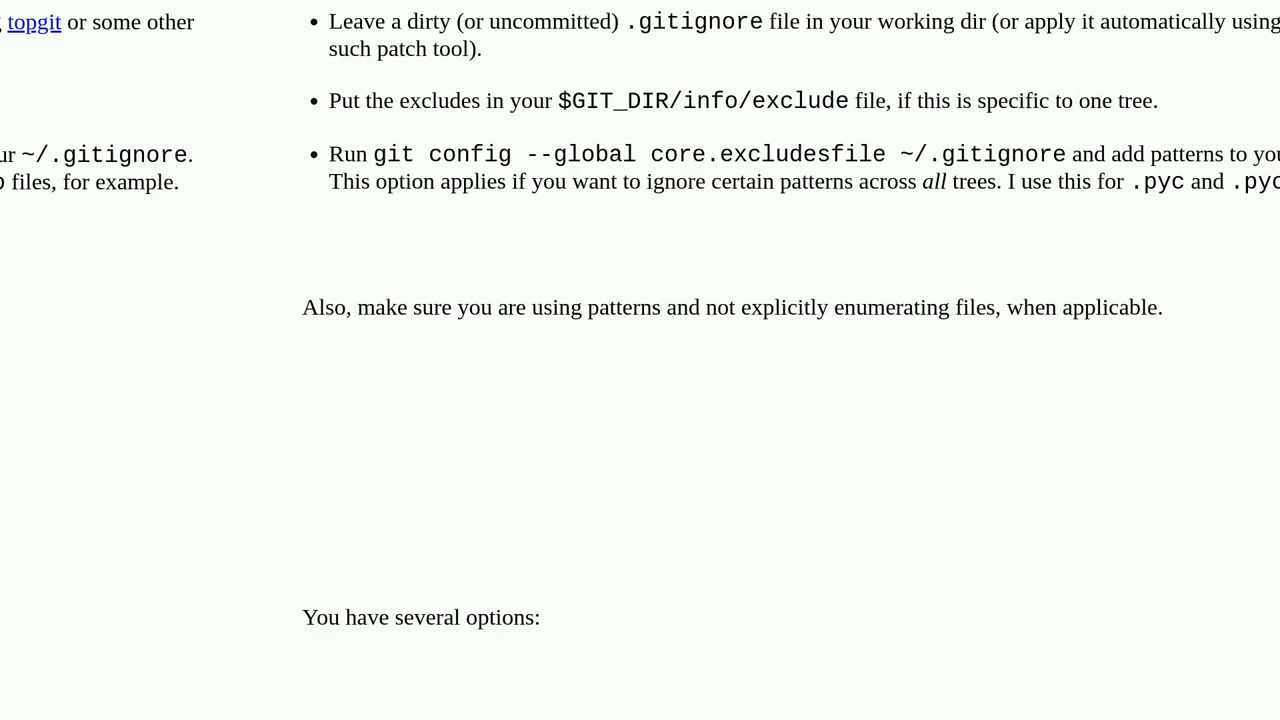 topgit or some other
ur ~/.gitignore.
files, for example.
• Leave a dirty (or uncommitted) .gitignore file in your working dir (or apply it automatically using
such patch tool).
• Put the excludes in your $GIT_DIR/info/exclude file, if this is specific to one tree.
• Run git config --global core.excludesfile ~/.gitignore and add patterns to you
This option applies if you want to ignore certain patterns across all trees. I use this for .pyc and .pyc
Also, make sure you are using patterns and not explicitly enumerating files, when applicable.
You have several options: